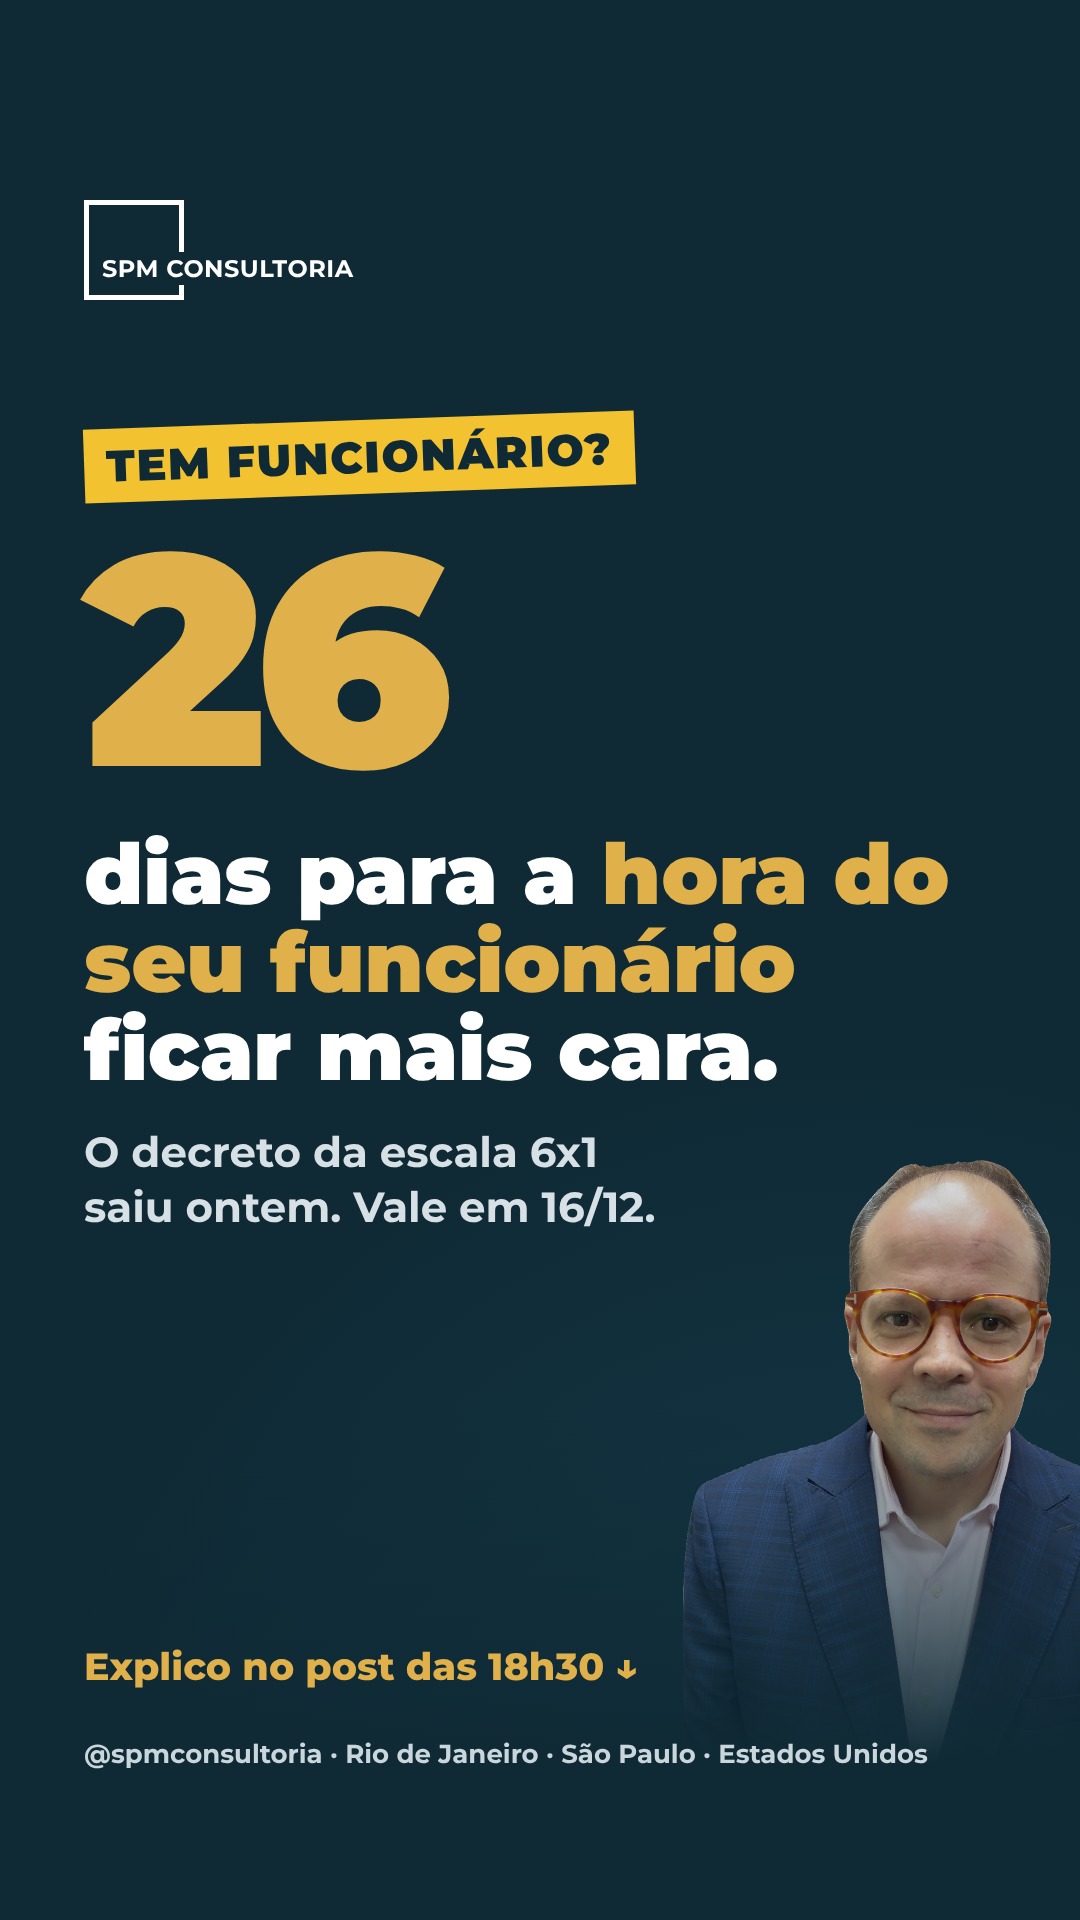 SPM CONSULTORIA
TEM FUNCIONÁRIO?
26
dias para a hora do
seu funcionário
ficar mais cara.
O decreto da escala 6x1
saiu ontem. Vale em 16/12.
Explico no post das 18h30 ↓
@spmconsultoria · Rio de Janeiro · São Paulo · Estados Unidos